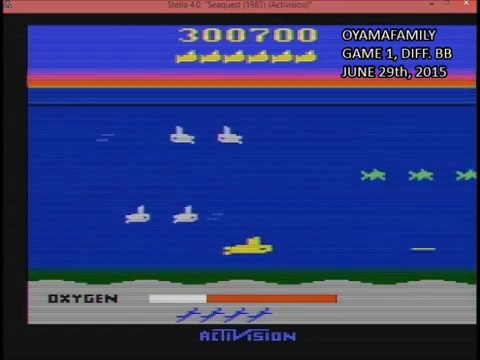 Stella 4.0: "Seaquest (1983) (Activision)"
300700
OYAMAFAMILY
GAME 1, DIFF. BB
JUNE 29th, 2015
OXYGEN
ACTIVISION